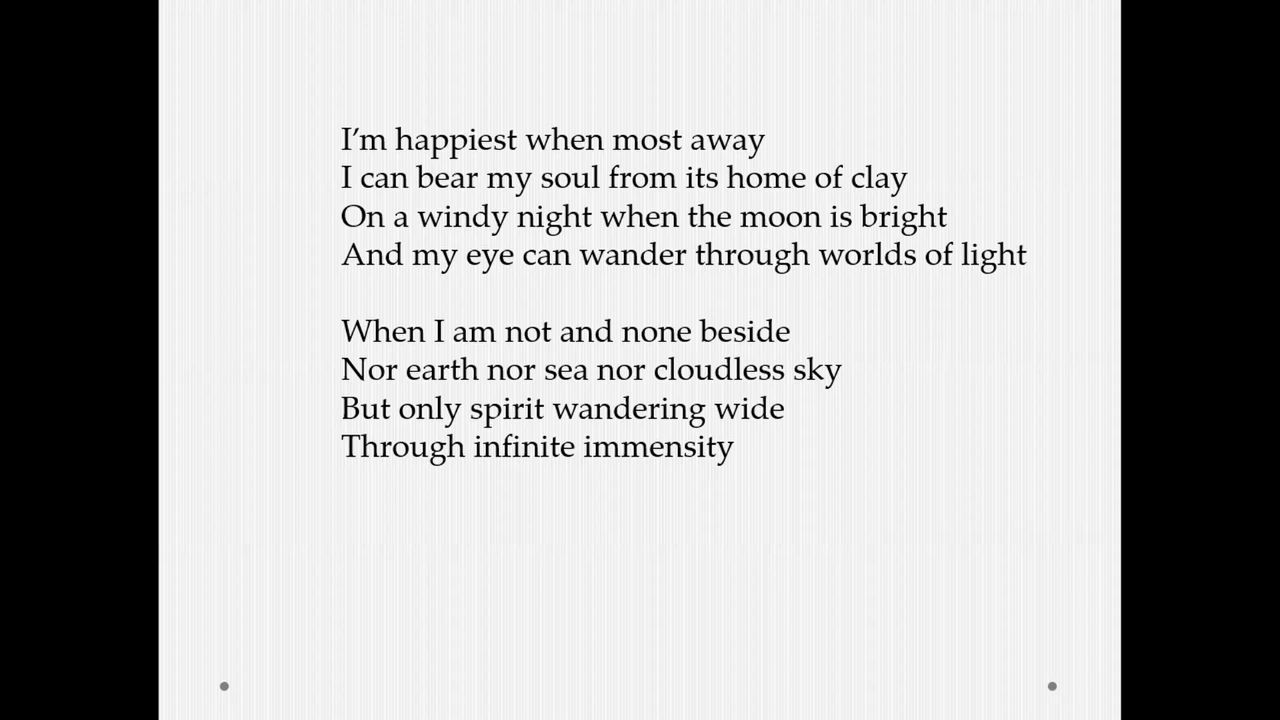 I'm happiest when most away
I can bear my soul from its home of clay
On a windy night when the moon is bright
And my eye can wander through worlds of light
When I am not and none beside
Nor earth nor sea nor cloudless sky
But only spirit wandering wide
Through infinite immensity